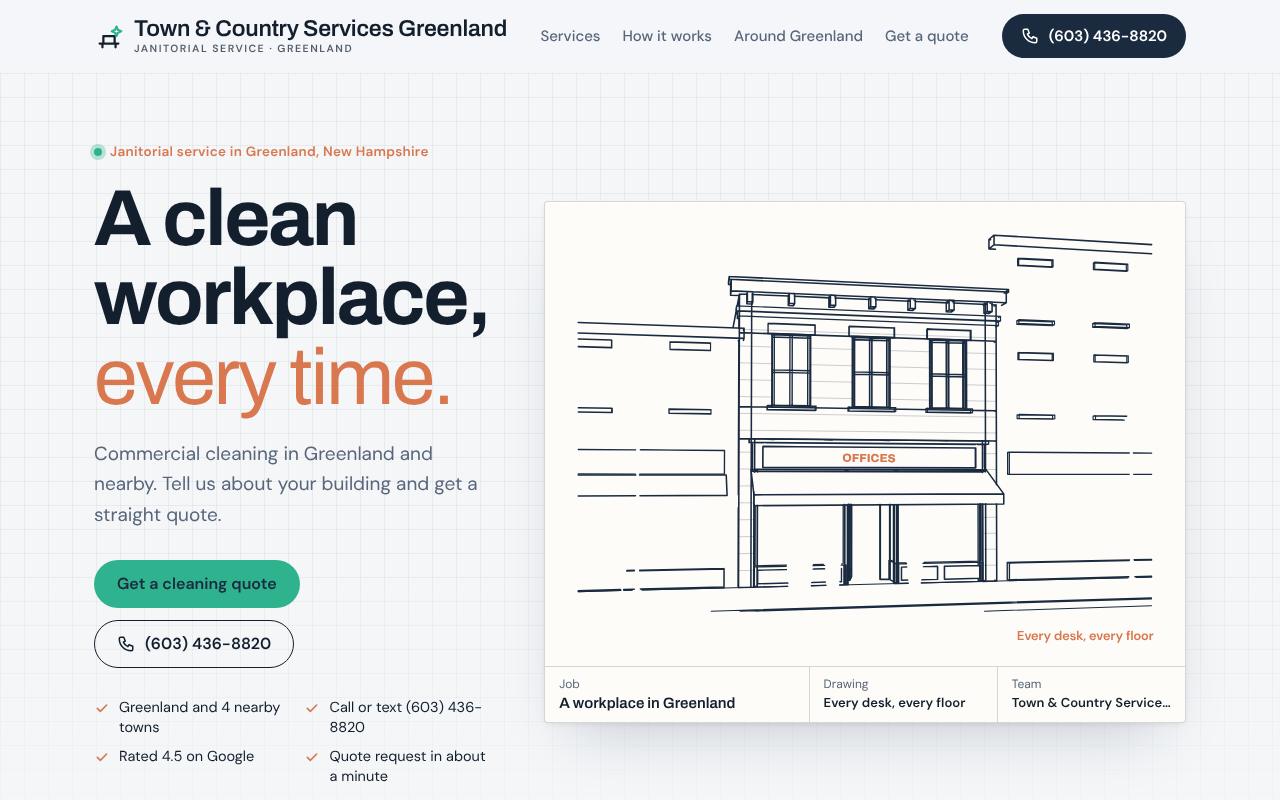 Town & Country Services Greenland
JANITORIAL SERVICE · GREENLAND
Services
How it works
Around Greenland
Get a quote
(603) 436-8820
Janitorial service in Greenland, New Hampshire
A clean
workplace,
every time.
Commercial cleaning in Greenland and
nearby. Tell us about your building and get a
straight quote.
Get a cleaning quote
(603) 436-8820
Greenland and 4 nearby
towns
Call or text (603) 436-
8820
Rated 4.5 on Google
Quote request in about
a minute
OFFICES
Every desk, every floor
Job
A workplace in Greenland
Drawing
Every desk, every floor
Team
Town & Country Service…